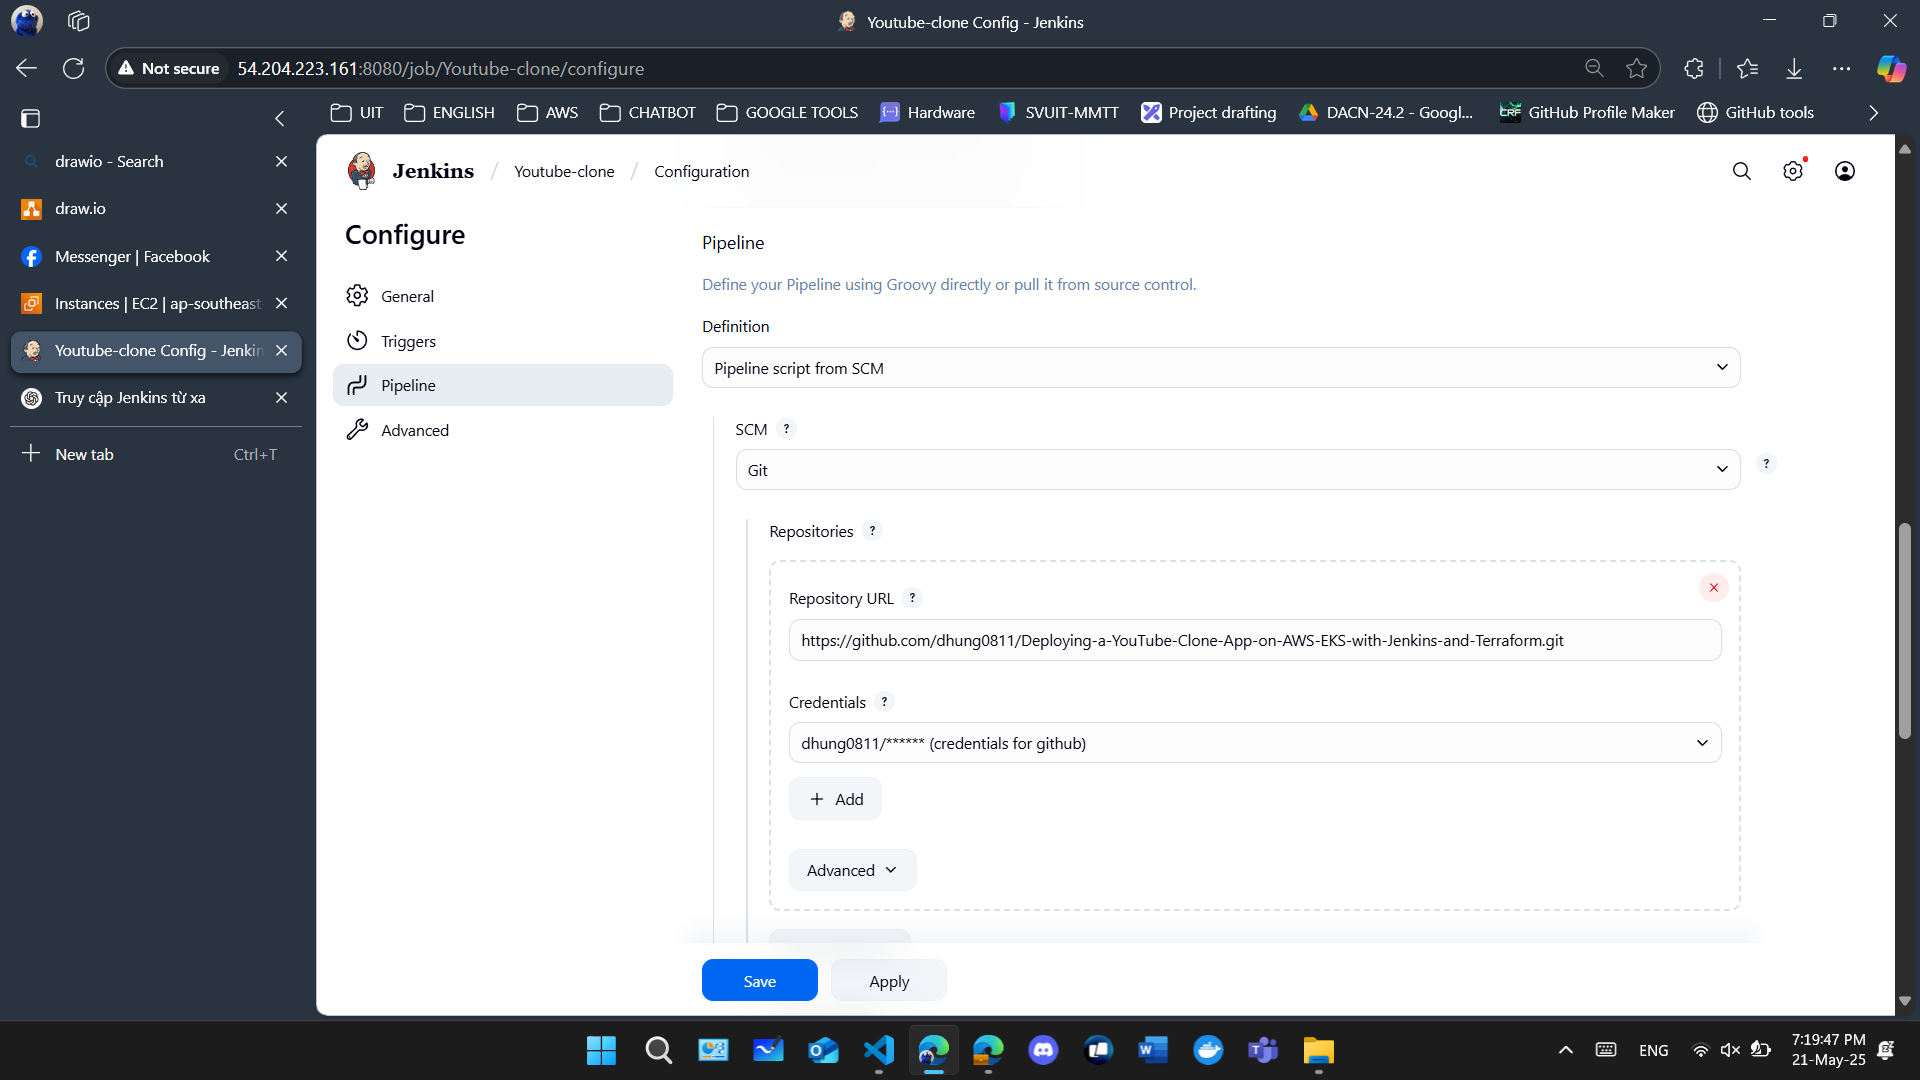 Youtube-clone Config - Jenkins
Not secure 54.204.223.161:8080/job/Youtube-clone/configure
UIT ENGLISH AWS CHATBOT GOOGLE TOOLS Hardware SVUIT-MMTT Project drafting DACN-24.2 - Googl... GitHub Profile Maker GitHub tools
drawio - Search
draw.io
Messenger | Facebook
Instances | EC2 | ap-southeast
Youtube-clone Config - Jenkin
Truy cập Jenkins từ xa
New tab Ctrl+T
Jenkins / Youtube-clone / Configuration
Configure
General
Triggers
Pipeline
Advanced
Pipeline
Define your Pipeline using Groovy directly or pull it from source control.
Definition
Pipeline script from SCM
SCM ?
Git
?
Repositories ?
Repository URL ?
https://github.com/dhung0811/Deploying-a-YouTube-Clone-App-on-AWS-EKS-with-Jenkins-and-Terraform.git
Credentials ?
dhung0811/****** (credentials for github)
+ Add
Advanced
Save Apply
ENG
7:19:47 PM
21-May-25